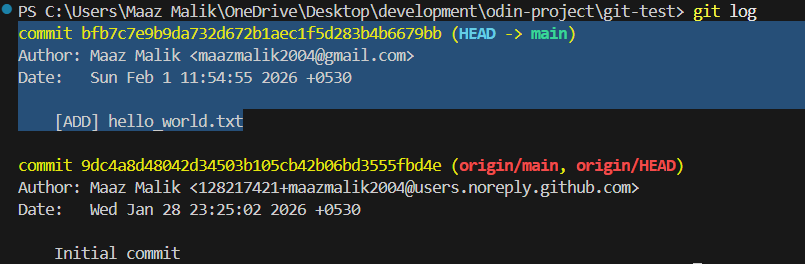 PS C:\Users\Maaz Malik\OneDrive\Desktop\development\odin-project\git-test> git log
commit bfb7c7e9b9da732d672b1aec1f5d283b4b6679bb (HEAD -> main)
Author: Maaz Malik <maazmalik2004@gmail.com>
Date:   Sun Feb 1 11:54:55 2026 +0530
    [ADD] hello_world.txt
commit 9dc4a8d48042d34503b105cb42b06bd3555fbd4e (origin/main, origin/HEAD)
Author: Maaz Malik <128217421+maazmalik2004@users.noreply.github.com>
Date:   Wed Jan 28 23:25:02 2026 +0530
    Initial commit